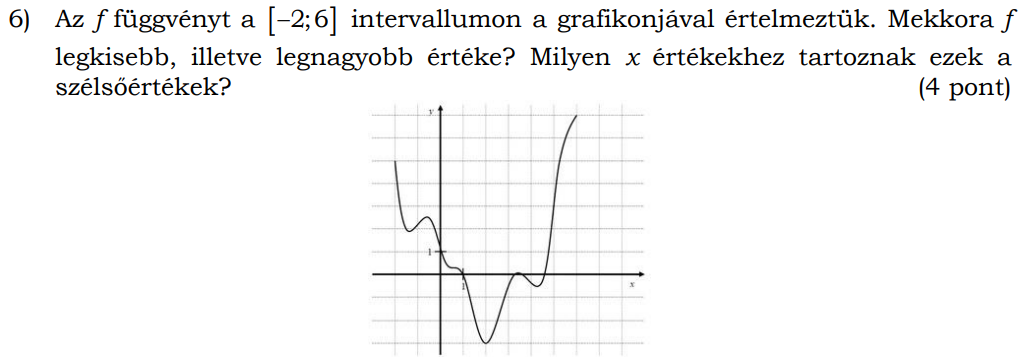 6) Az f függvényt a [−2; 6] intervallumon a grafikonjával értelmeztük. Mekkora f
legkisebb, illetve legnagyobb értéke? Milyen x értékekhez tartoznak ezek a
szélsőértékek? (4 pont)
y
1
1
x